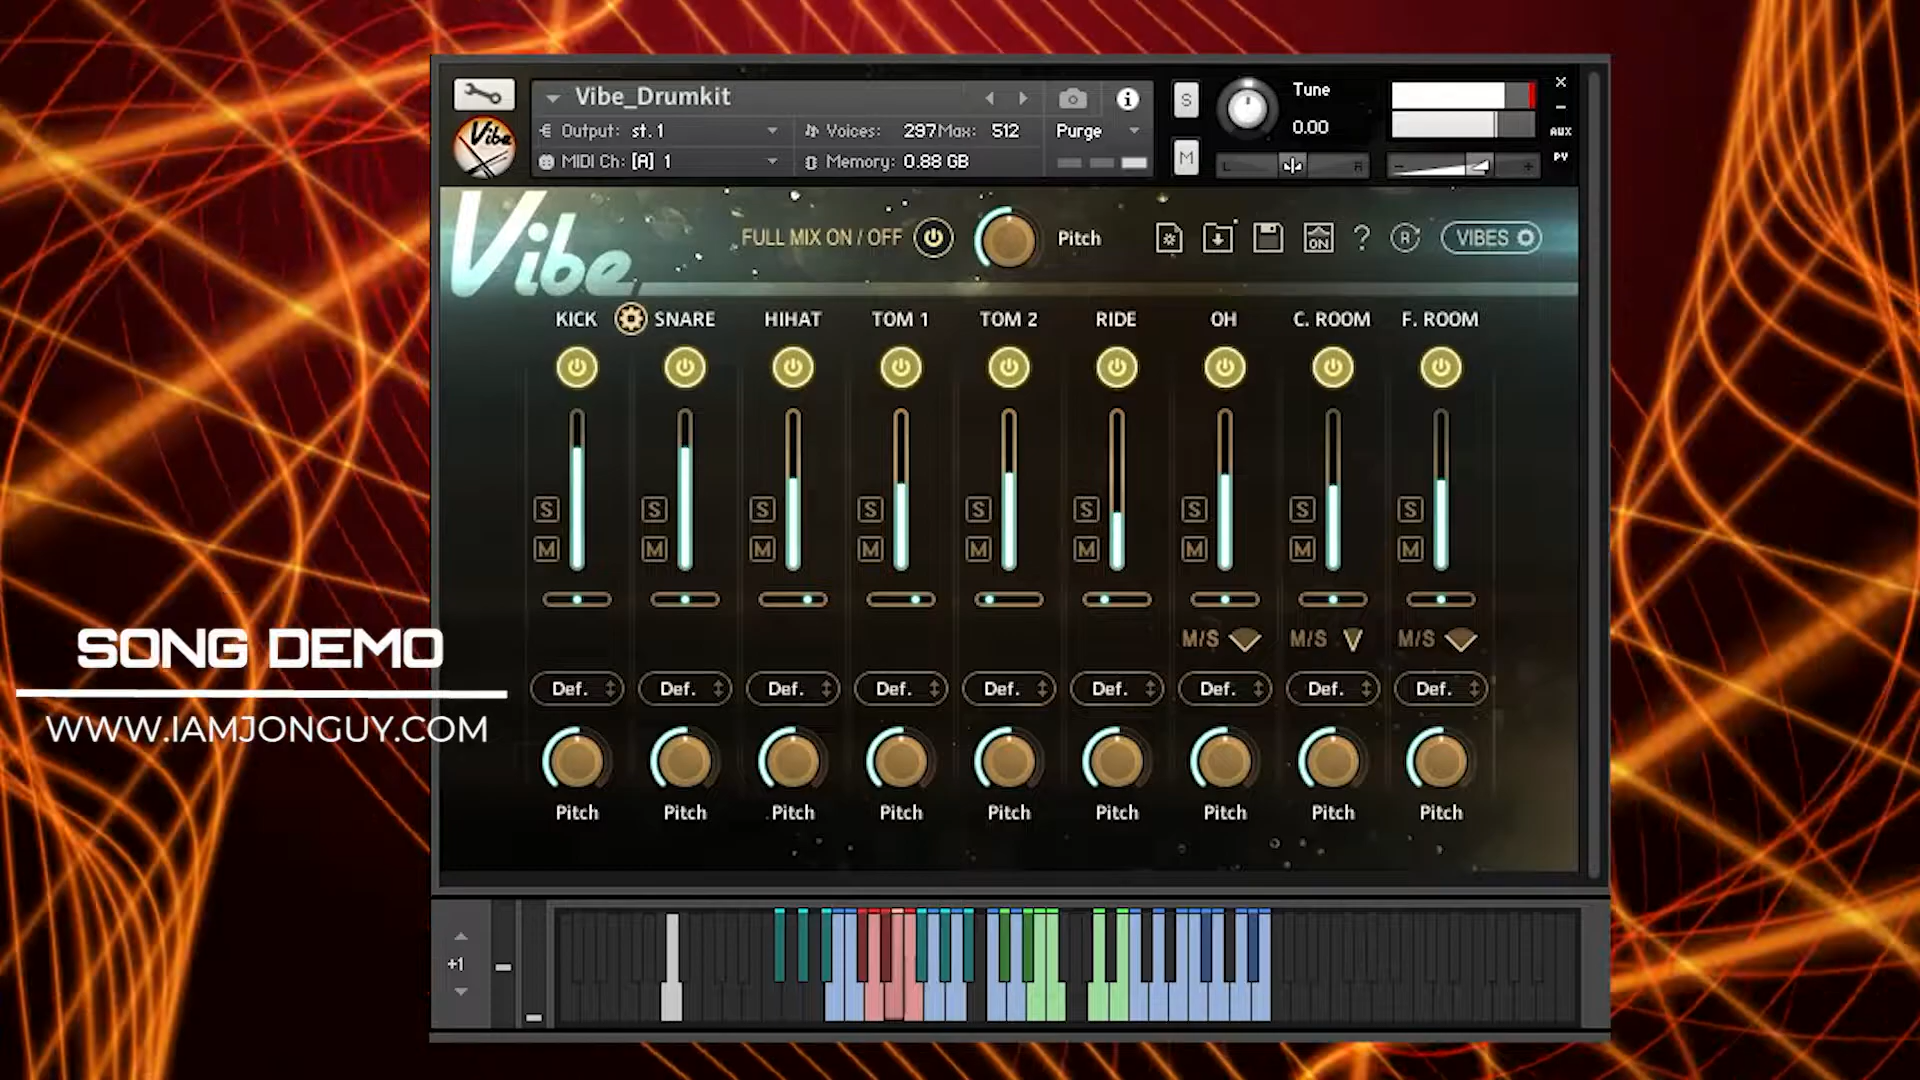 Vibe_Drumkit
Output: st. 1
Voices: 297 Max: 512
Purge
MIDI Ch: [A] 1
Memory: 0.88 GB
S
M
Tune
0.00
L
R
- +
×
-
AUX
PV
Vibe
Vibe
FULL MIX ON / OFF
Pitch
ON
?
R
VIBES
KICK SNARE HIHAT TOM 1 TOM 2 RIDE OH C. ROOM F. ROOM
S S S S S S S S S
M M M M M M M M M
M/S M/S M/S
Def. Def. Def. Def. Def. Def. Def. Def. Def.
Pitch Pitch Pitch Pitch Pitch Pitch Pitch Pitch Pitch
SONG DEMO
WWW.IAMJONGUY.COM
+1